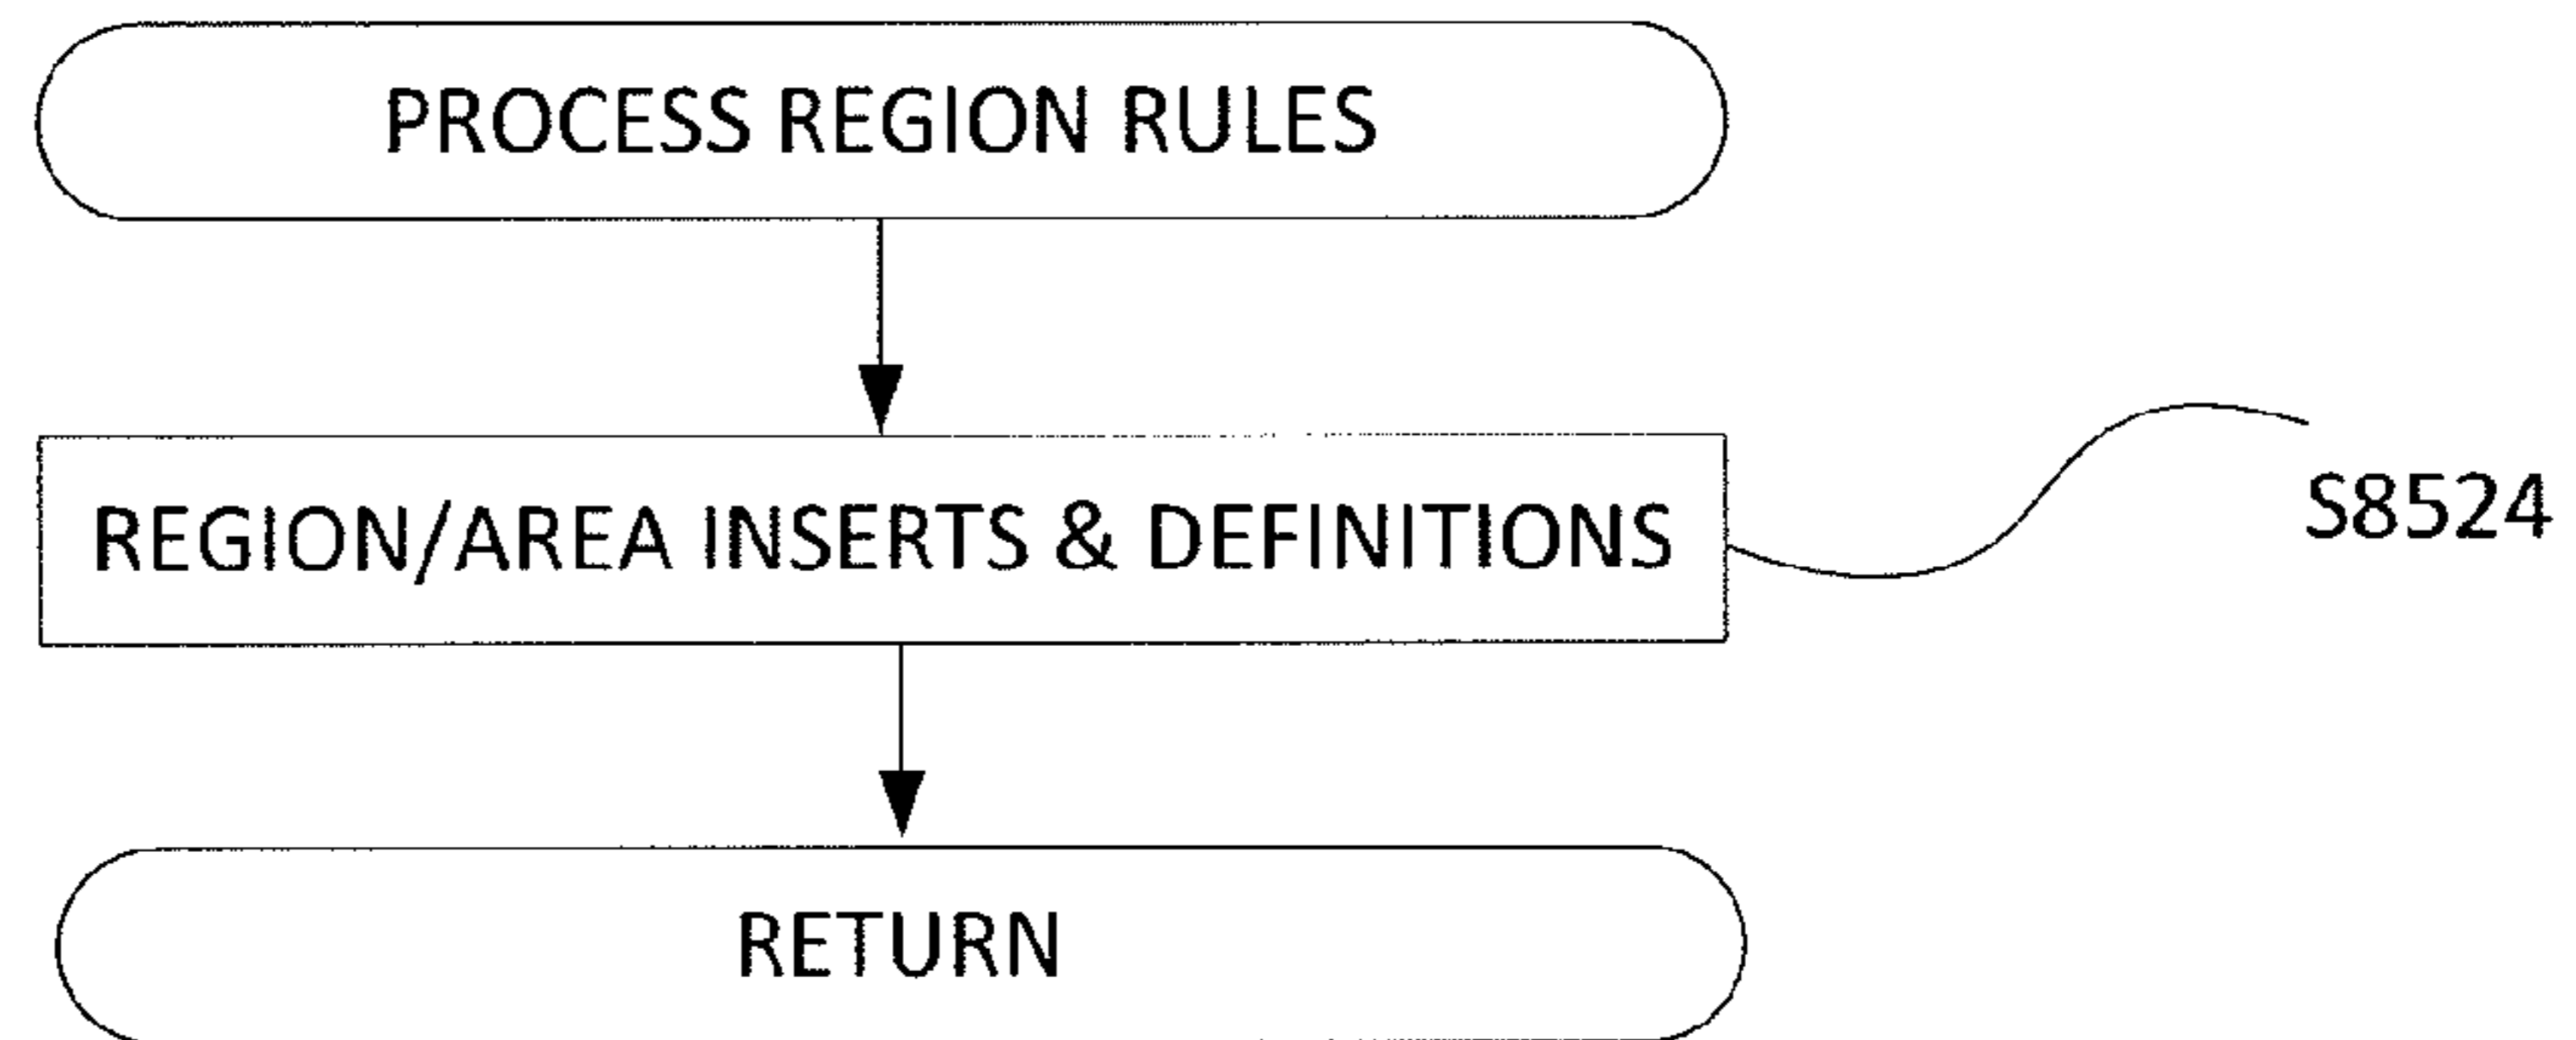 PROCESS REGION RULES
REGION/AREA INSERTS & DEFINITIONS
S8524
RETURN